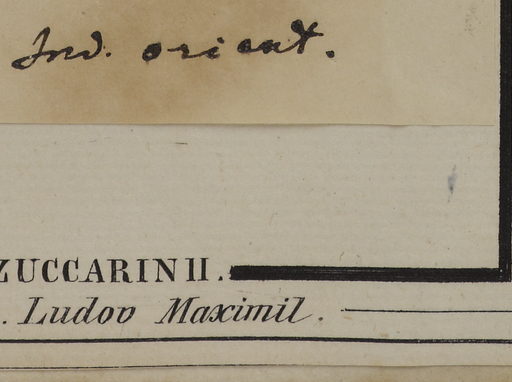 Ind. orient.
ZUCCARINII.
. Ludov Maximil.